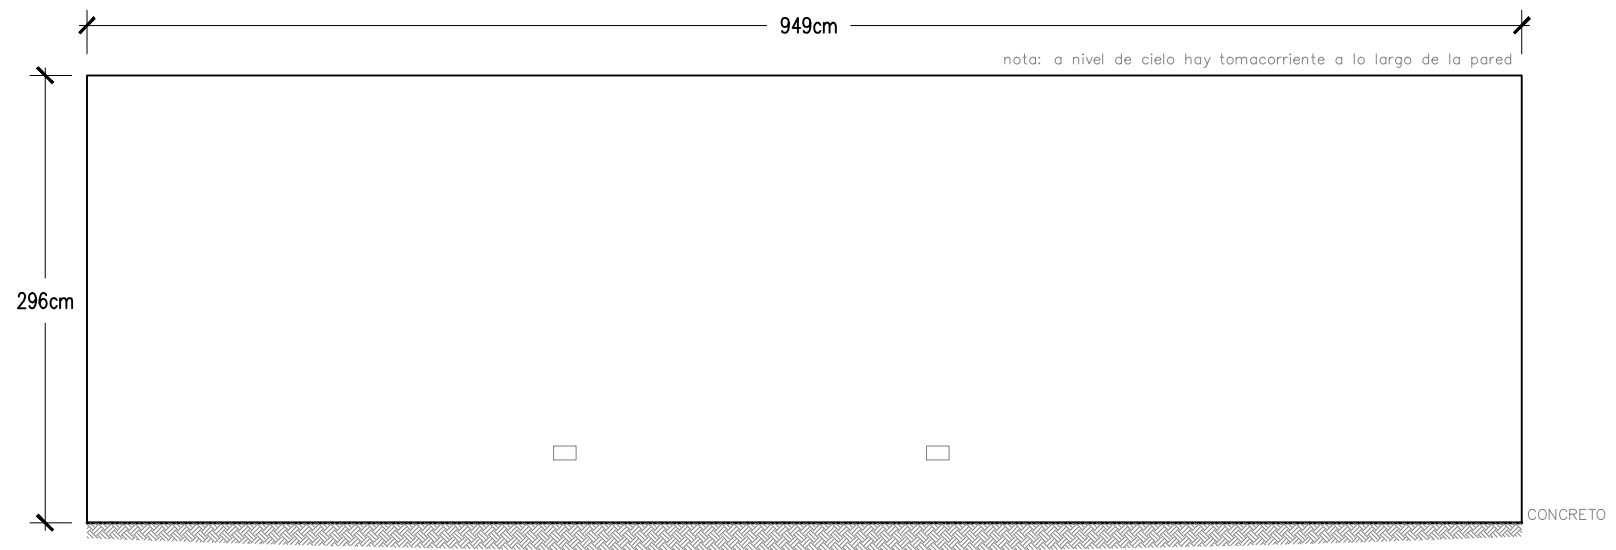 949cm
nota: a nivel de cielo hay tomacorriente a lo largo de la pared
296cm
CONCRETO